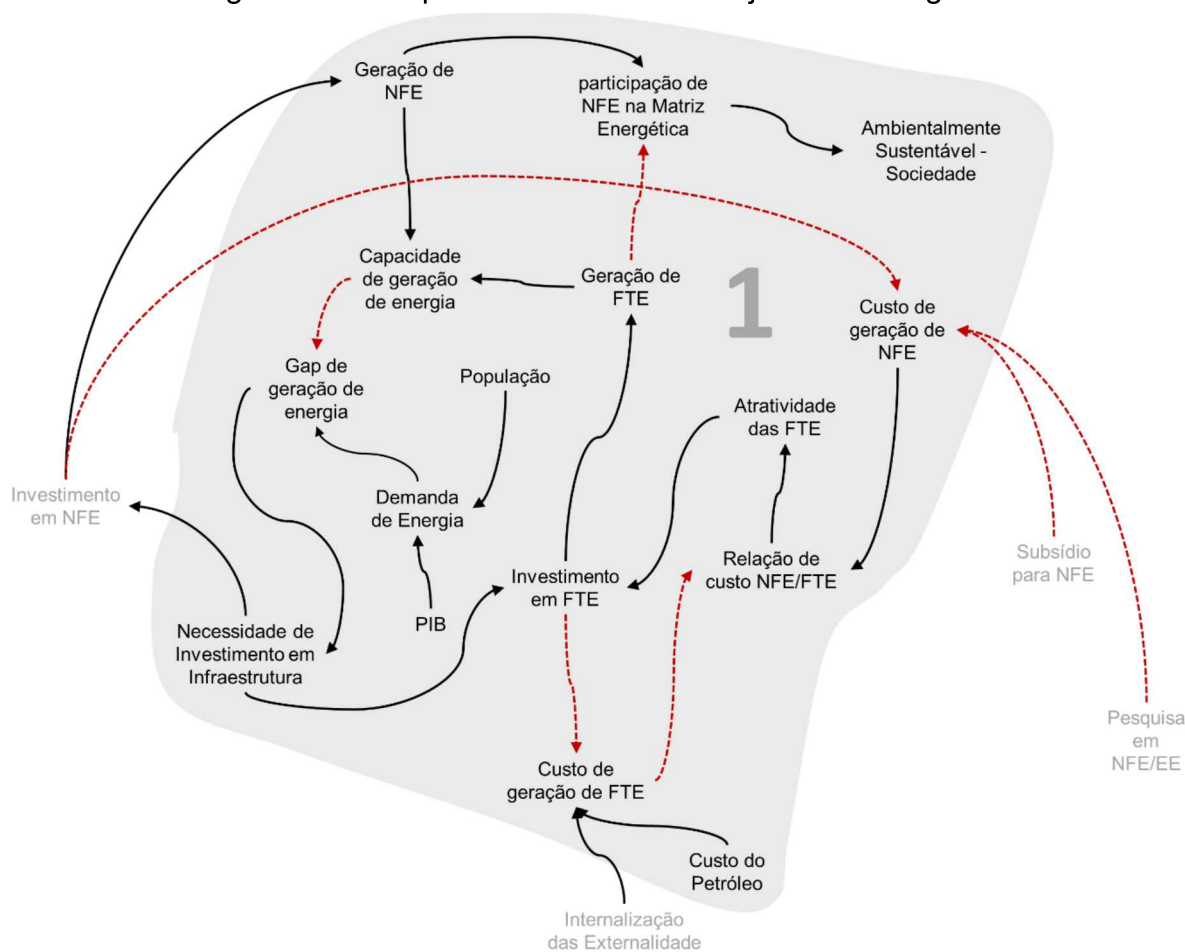 Geração de
NFE
participação de
NFE na Matriz
Energética
Ambientalmente
Sustentável -
Sociedade
Capacidade
de geração
de energia
Geração de
FTE
1
Custo de
geração de
NFE
Gap de
geração de
energia
População
Atratividade
das FTE
Investimento
em NFE
Demanda
de Energia
Subsídio
para NFE
Investimento
em FTE
Relação de
custo NFE/FTE
PIB
Necessidade de
Investimento em
Infraestrutura
Pesquisa
em
NFE/EE
Custo de
geração de FTE
Custo do
Petróleo
Internalização
das Externalidade